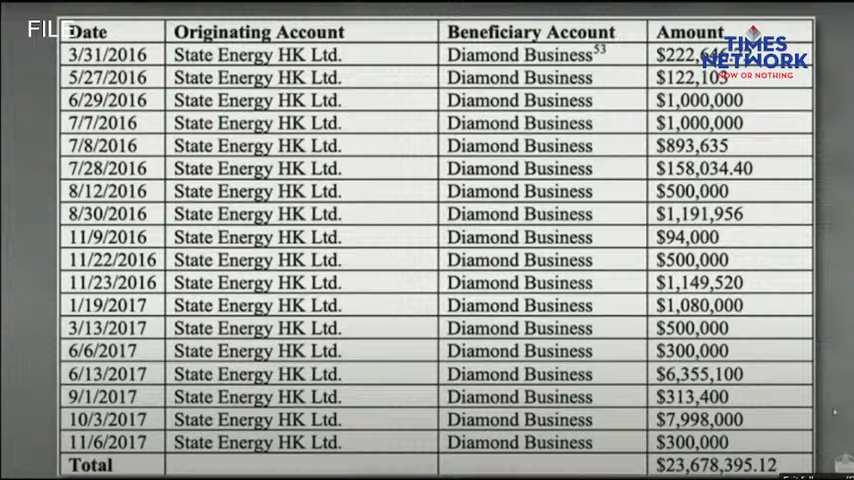 FILE
Date Originating Account Beneficiary Account Amount
3/31/2016 State Energy HK Ltd. Diamond Business53
5/27/2016 State Energy HK Ltd. Diamond Business $122,103
6/29/2016 State Energy HK Ltd. Diamond Business $1,000,000
7/7/2016 State Energy HK Ltd. Diamond Business $1,000,000
7/8/2016 State Energy HK Ltd. Diamond Business $893,635
7/28/2016 State Energy HK Ltd. Diamond Business $158,034.40
8/12/2016 State Energy HK Ltd. Diamond Business $500,000
8/30/2016 State Energy HK Ltd. Diamond Business $1,191,956
11/9/2016 State Energy HK Ltd. Diamond Business $94,000
11/22/2016 State Energy HK Ltd. Diamond Business $500,000
11/23/2016 State Energy HK Ltd. Diamond Business $1,149,520
1/19/2017 State Energy HK Ltd. Diamond Business $1,080,000
3/13/2017 State Energy HK Ltd. Diamond Business $500,000
6/6/2017 State Energy HK Ltd. Diamond Business $300,000
6/13/2017 State Energy HK Ltd. Diamond Business $6,355,100
9/1/2017 State Energy HK Ltd. Diamond Business $313,400
10/3/2017 State Energy HK Ltd. Diamond Business $7,998,000
11/6/2017 State Energy HK Ltd. Diamond Business $300,000
Total $23,678,395.12
TIMES
NETWORK
NOW OR NOTHING